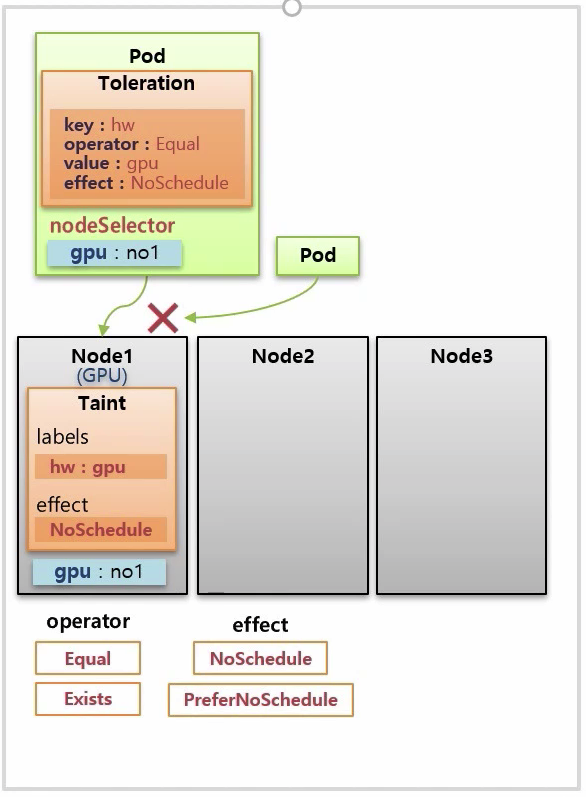 Pod
Toleration
key : hw
operator : Equal
value : gpu
effect : NoSchedule
nodeSelector
gpu : no1
Pod
Node1
(GPU)
Taint
labels
hw : gpu
effect
NoSchedule
gpu : no1
Node2
Node3
operator
Equal
Exists
effect
NoSchedule
PreferNoSchedule